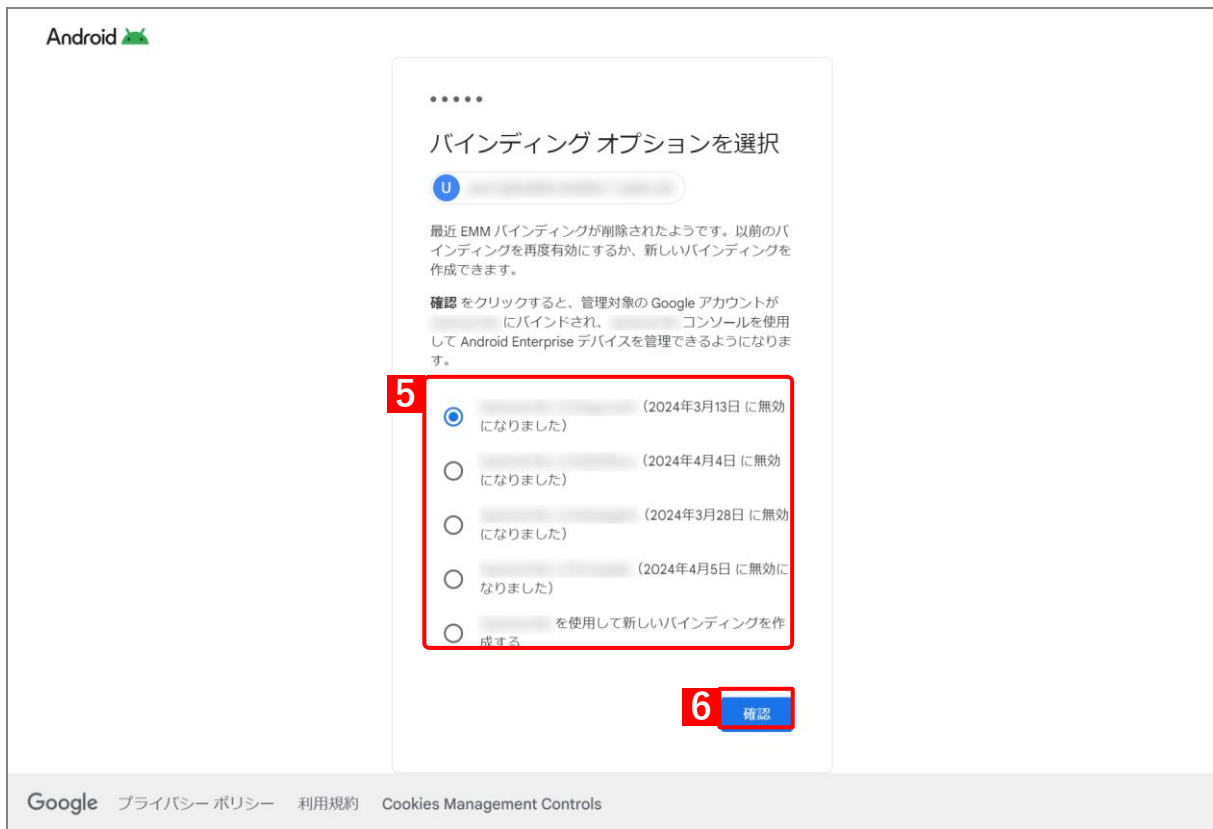 Android
バインディング オプションを選択
U
最近 EMM バインディングが削除されたようです。以前のバ
インディングを再度有効にするか、新しいバインディングを
作成できます。
確認 をクリックすると、管理対象の Google アカウントが
にバインドされ、 コンソールを使用
して Android Enterprise デバイスを管理できるようになりま
す。
5
（2024年3月13日 に無効
になりました）
（2024年4月4日 に無効
になりました）
（2024年3月28日 に無効
になりました）
（2024年4月5日 に無効に
なりました）
を使用して新しいバインディングを作
成する
6
確認
Google プライバシー ポリシー 利用規約 Cookies Management Controls